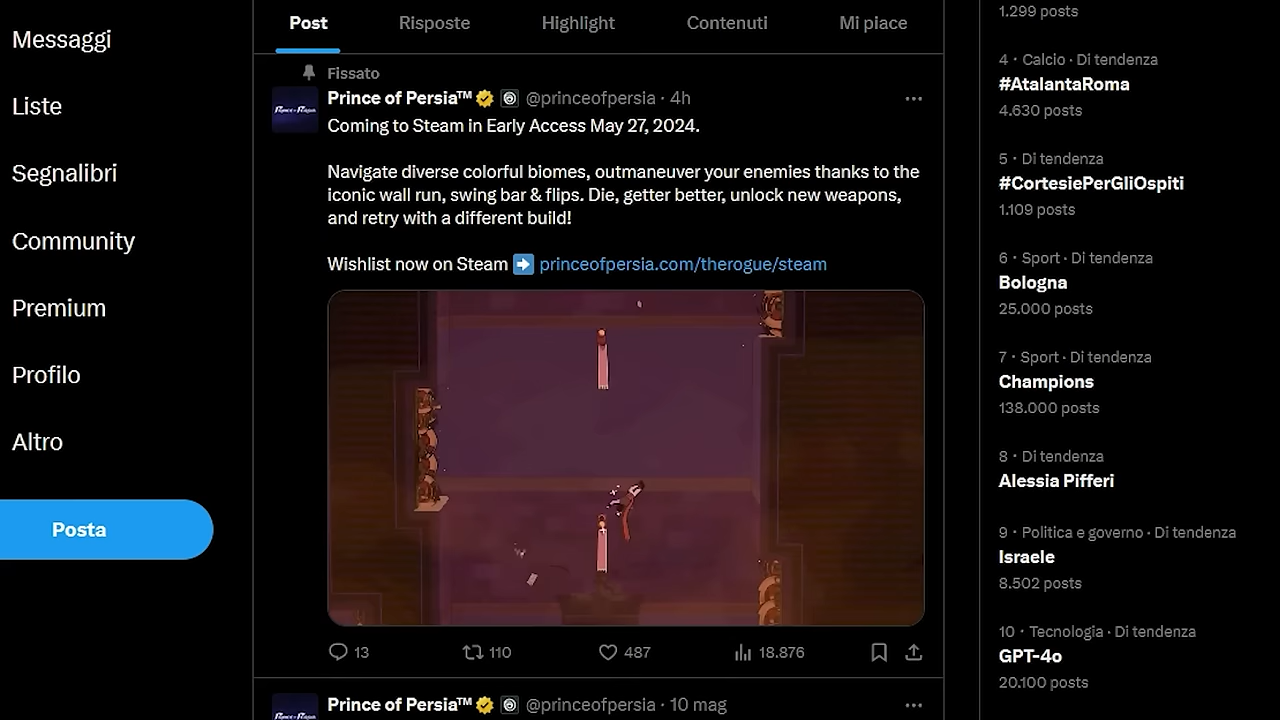 Messaggi
Liste
Segnalibri
Community
Premium
Profilo
Altro
Posta
Post Risposte Highlight Contenuti Mi piace
Fissato
Prince of Persia™ @princeofpersia · 4h
Coming to Steam in Early Access May 27, 2024.
Navigate diverse colorful biomes, outmaneuver your enemies thanks to the
iconic wall run, swing bar & flips. Die, getter better, unlock new weapons,
and retry with a different build!
Wishlist now on Steam ➡️ princeofpersia.com/therogue/steam
13 110 487 18.876
Prince of Persia™ @princeofpersia · 10 mag
1.299 posts
4 · Calcio · Di tendenza
#AtalantaRoma
4.630 posts
5 · Di tendenza
#CortesiePerGliOspiti
1.109 posts
6 · Sport · Di tendenza
Bologna
25.000 posts
7 · Sport · Di tendenza
Champions
138.000 posts
8 · Di tendenza
Alessia Pifferi
9 · Politica e governo · Di tendenza
Israele
8.502 posts
10 · Tecnologia · Di tendenza
GPT-4o
20.100 posts